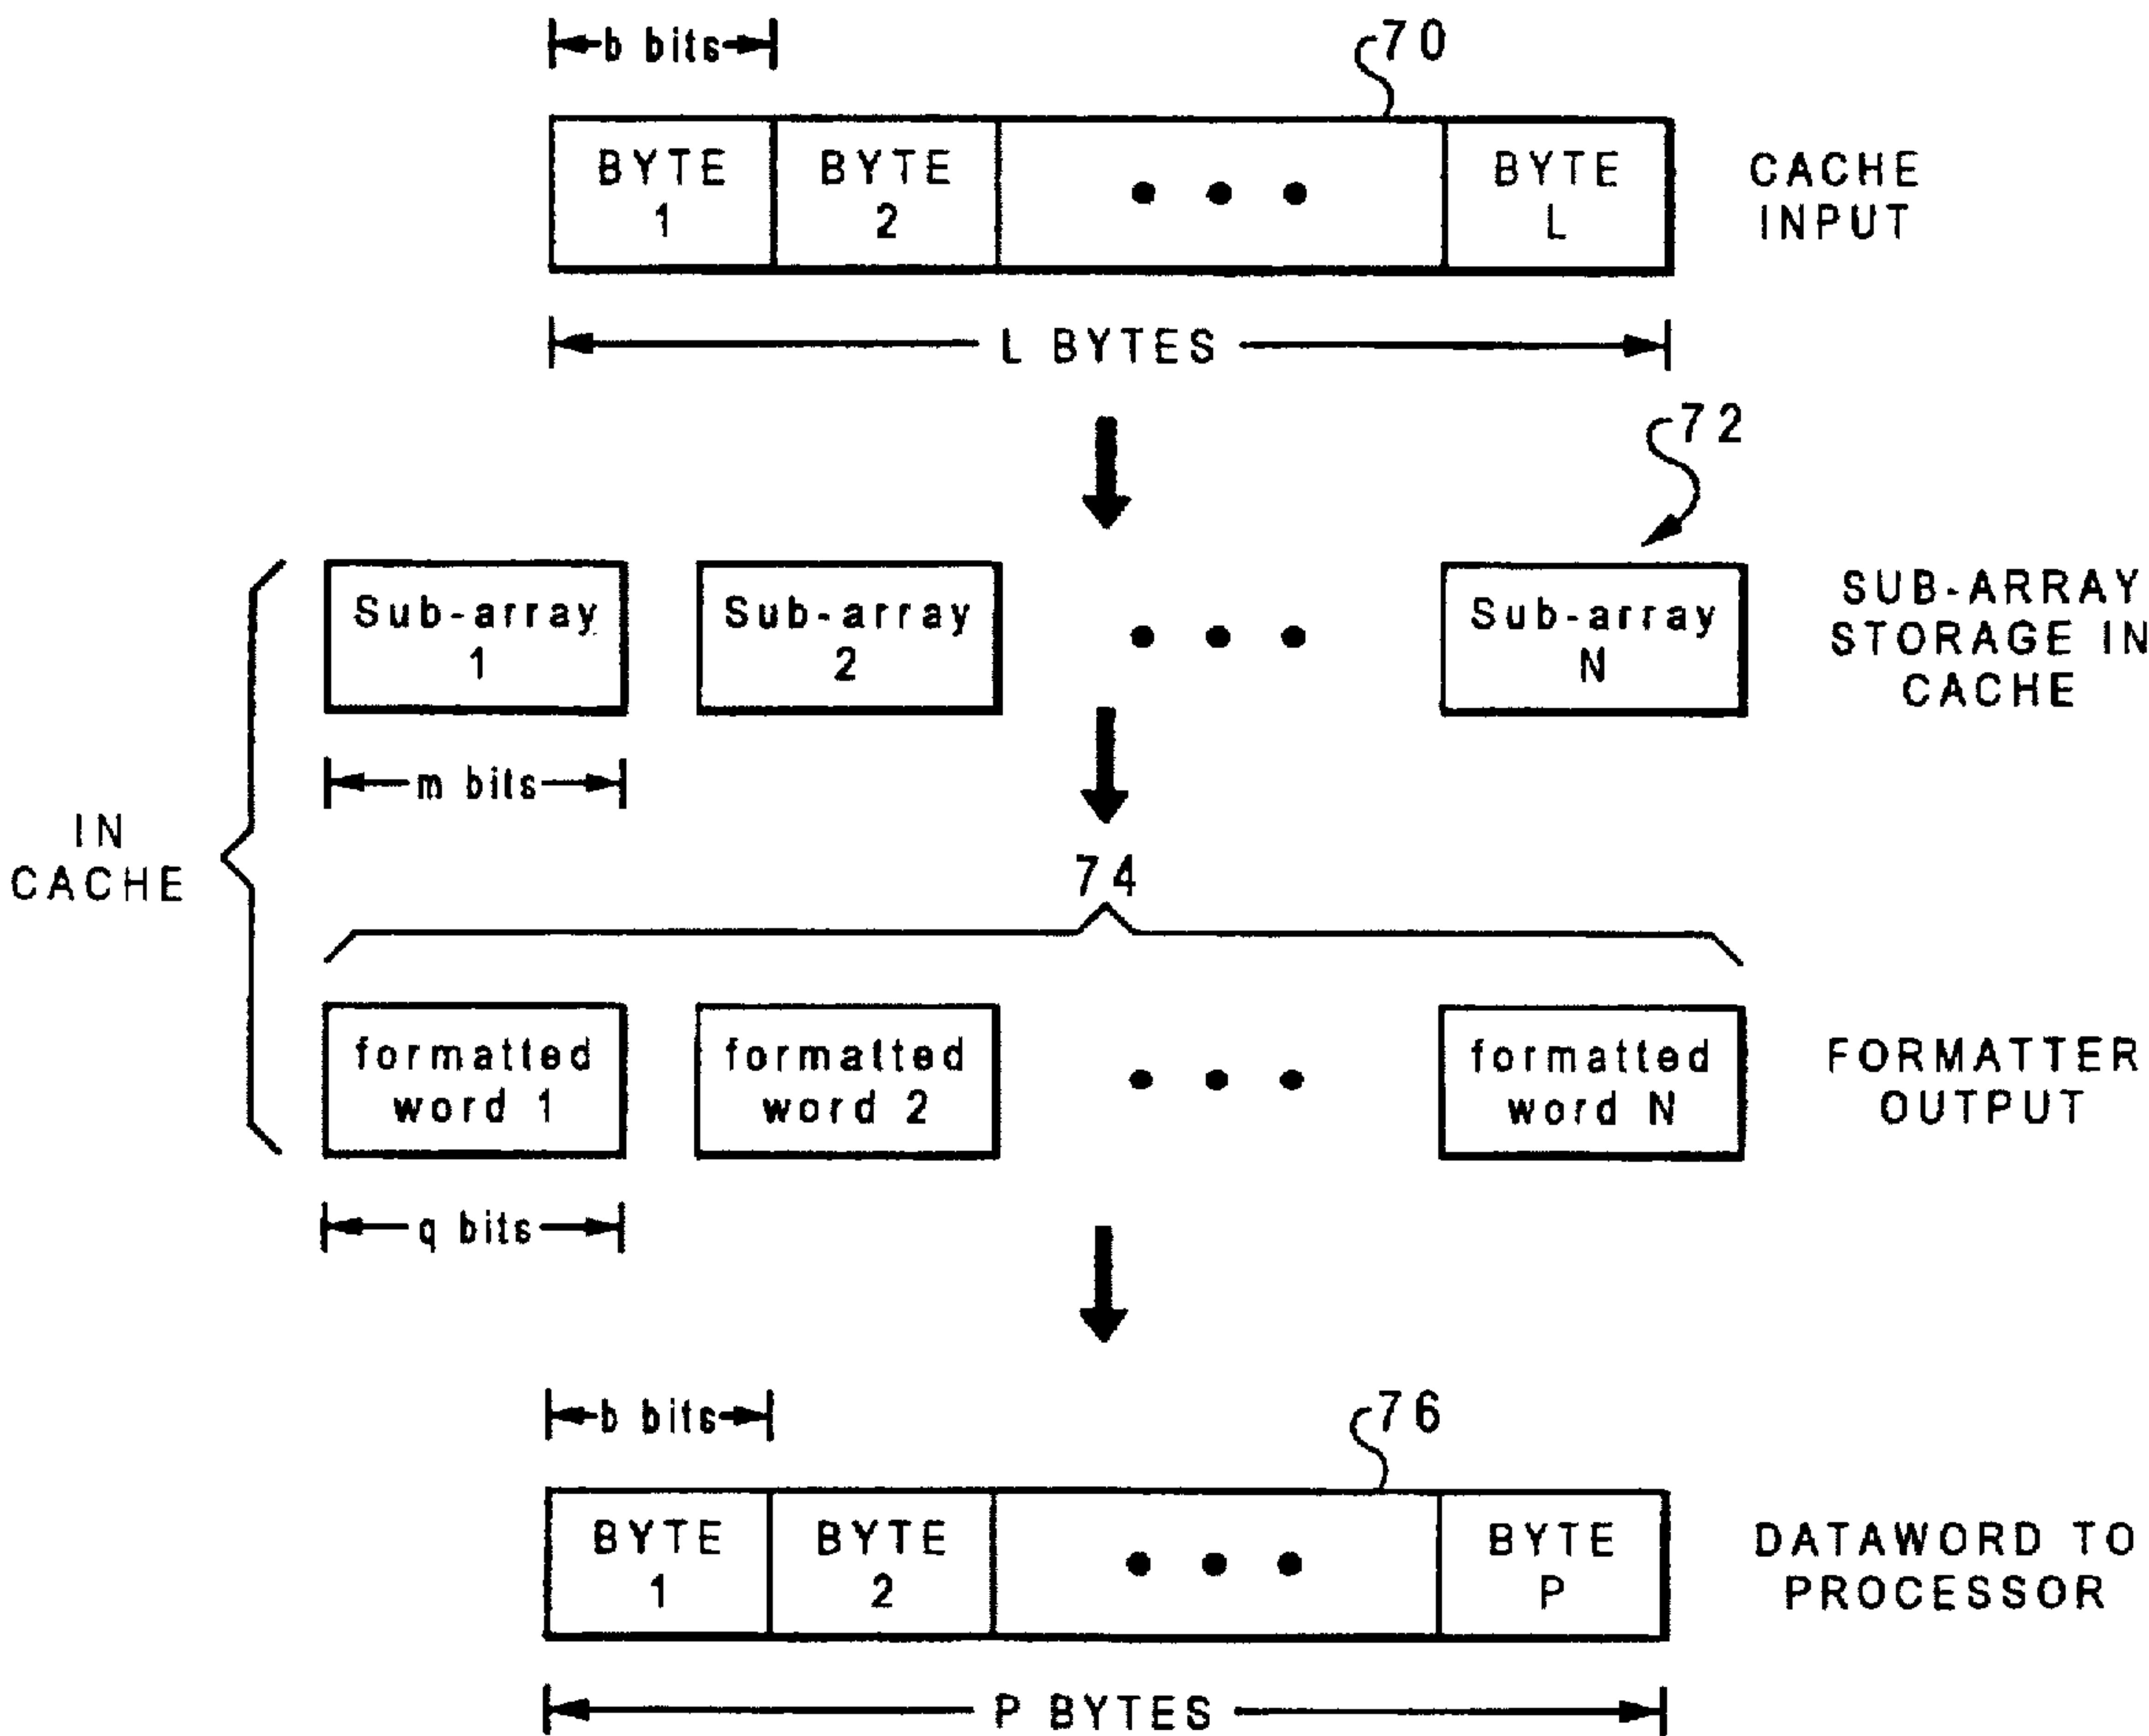 b bits
70
BYTE 1
BYTE 2
BYTE L
CACHE
INPUT
L BYTES
72
Sub-array
1
Sub-array
2
Sub-array
N
SUB-ARRAY
STORAGE IN
CACHE
m bits
IN
CACHE
74
formatted
word 1
formatted
word 2
formatted
word N
FORMATTER
OUTPUT
q bits
b bits
76
BYTE
1
BYTE
2
BYTE
P
DATAWORD TO
PROCESSOR
P BYTES